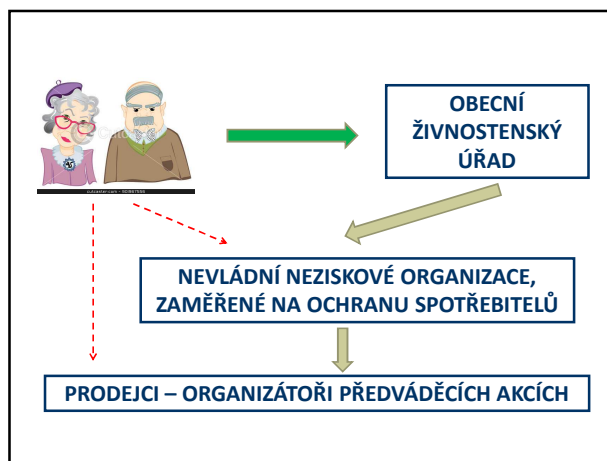 OBECNÍ
ŽIVNOSTENSKÝ
ÚŘAD
NEVLÁDNÍ NEZISKOVÉ ORGANIZACE,
ZAMĚŘENÉ NA OCHRANU SPOTŘEBITELŮ
PRODEJCI – ORGANIZÁTOŘI PŘEDVÁDĚCÍCH AKCÍCH